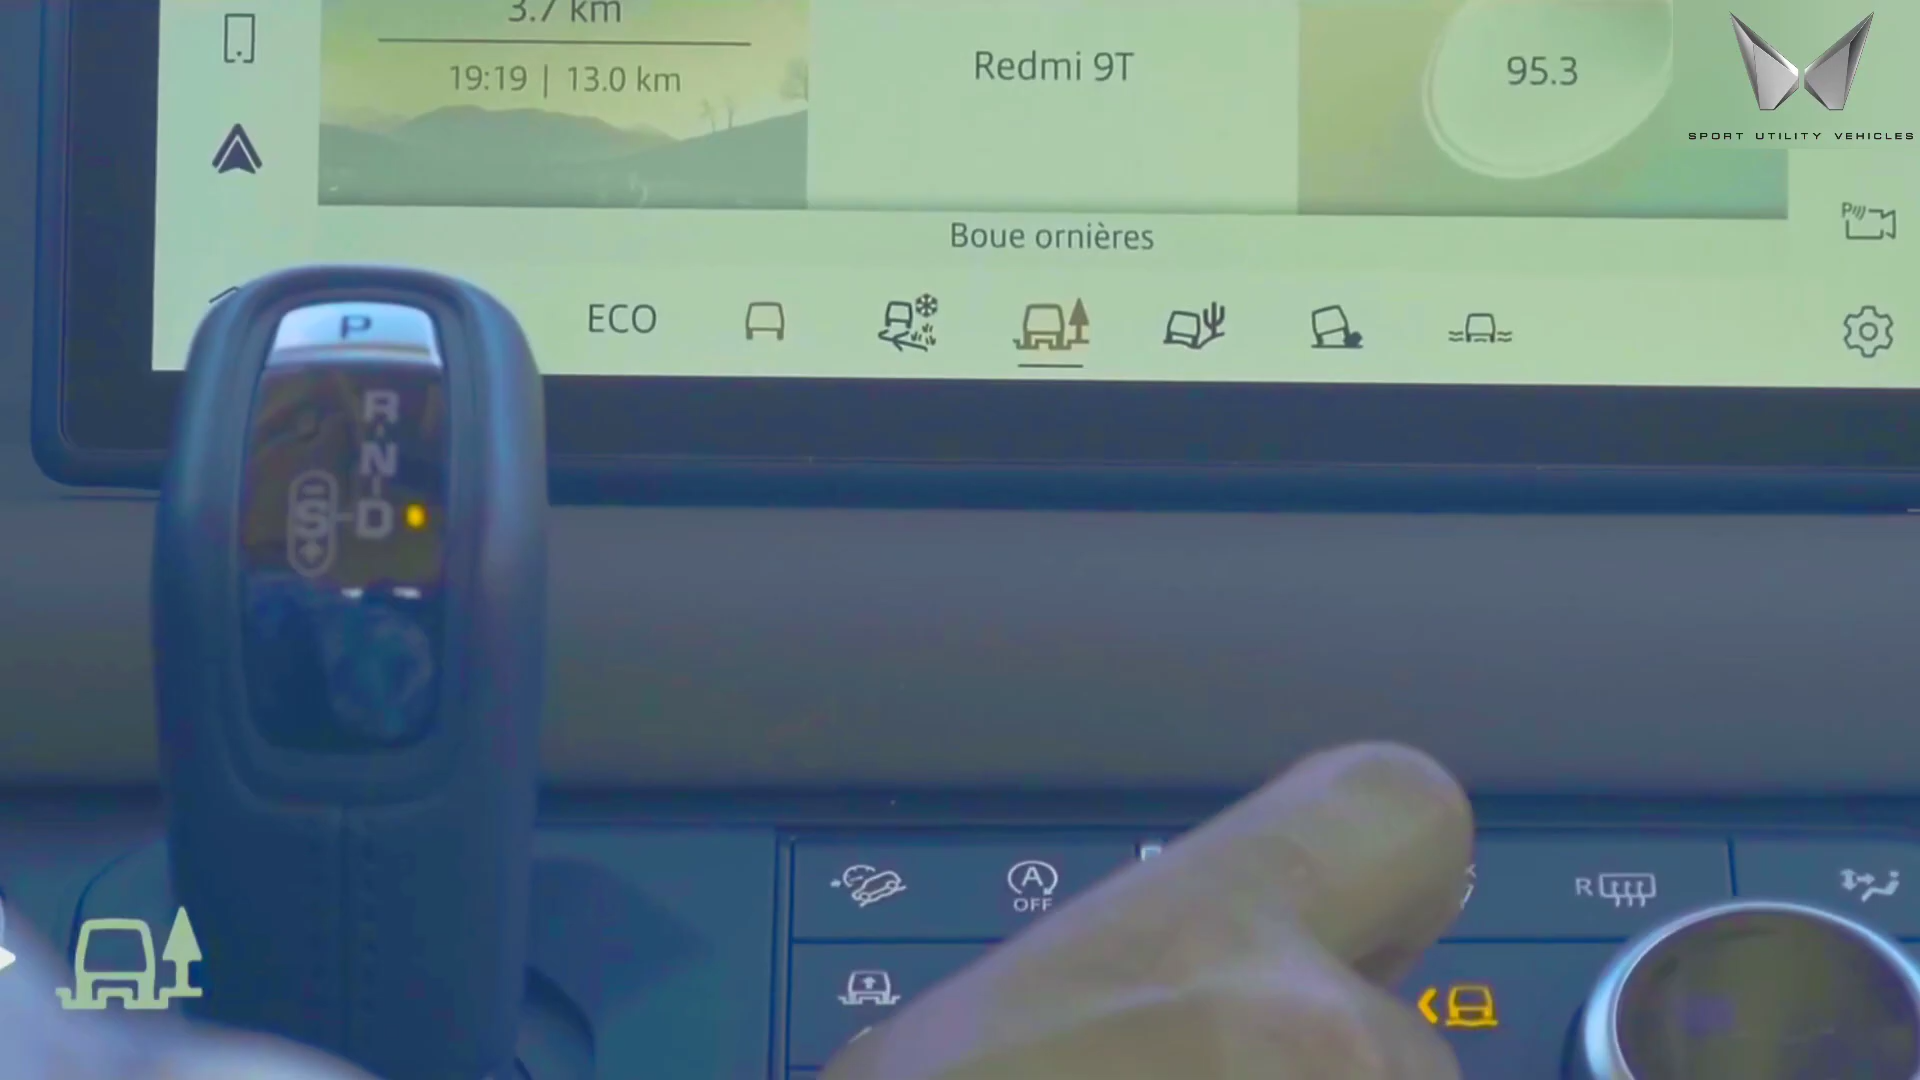 3.7 km
19:19 | 13.0 km
Redmi 9T
95.3
SPORT UTILITY VEHICLES
Boue ornières
P
ECO
P
R
N
S D
A
OFF
R